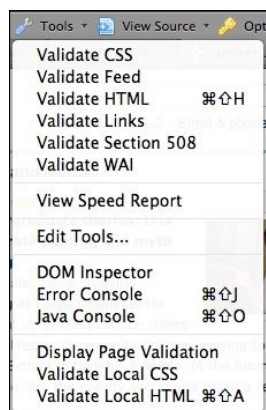 Tools View Source Opt
Validate CSS
Validate Feed
Validate HTML ⌘⇧H
Validate Links
Validate Section 508
Validate WAI
View Speed Report
Edit Tools...
DOM Inspector
Error Console ⌘⇧J
Java Console ⌘⇧O
Display Page Validation
Validate Local CSS
Validate Local HTML ⌘⇧A